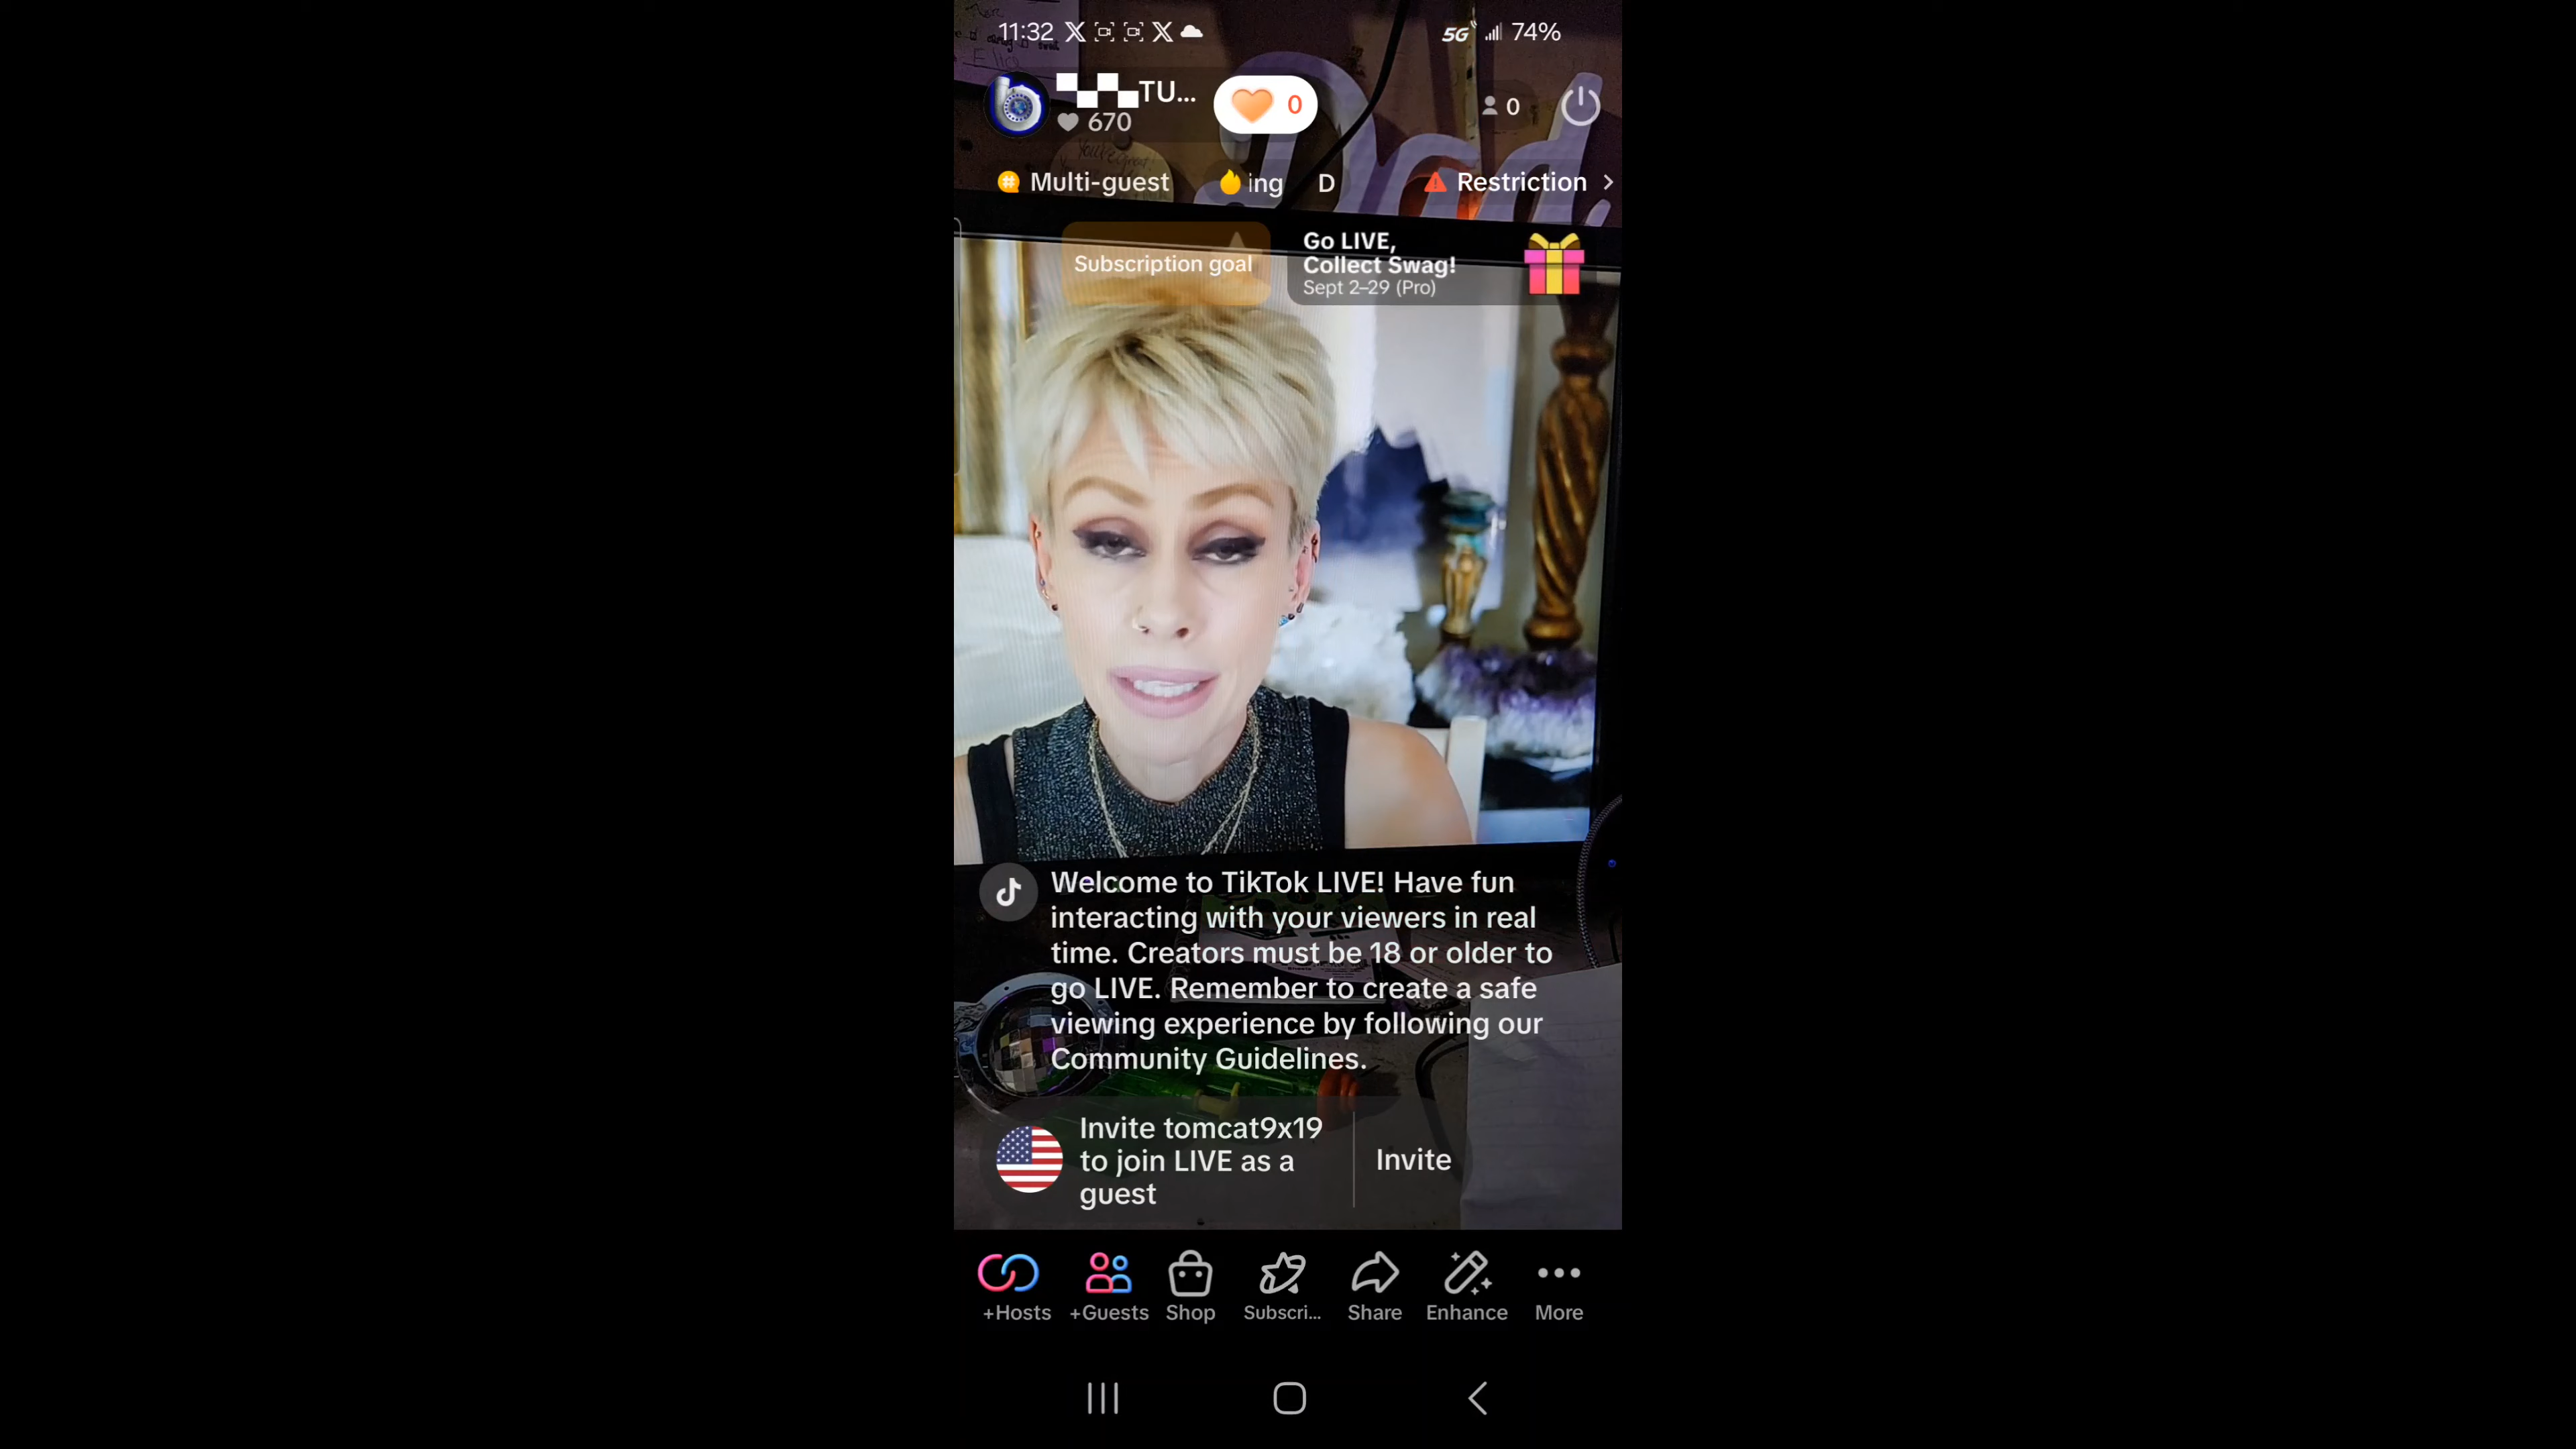 11:32
5G 74%
TU...
670
0
0
Multi-guest
ing D
Restriction
Subscription goal
Go LIVE,
Collect Swag!
Sept 2–29 (Pro)
Welcome to TikTok LIVE! Have fun
interacting with your viewers in real
time. Creators must be 18 or older to
go LIVE. Remember to create a safe
viewing experience by following our
Community Guidelines.
Invite tomcat9x19
to join LIVE as a
guest
Invite
+Hosts
+Guests
Shop
Subscri...
Share
Enhance
More